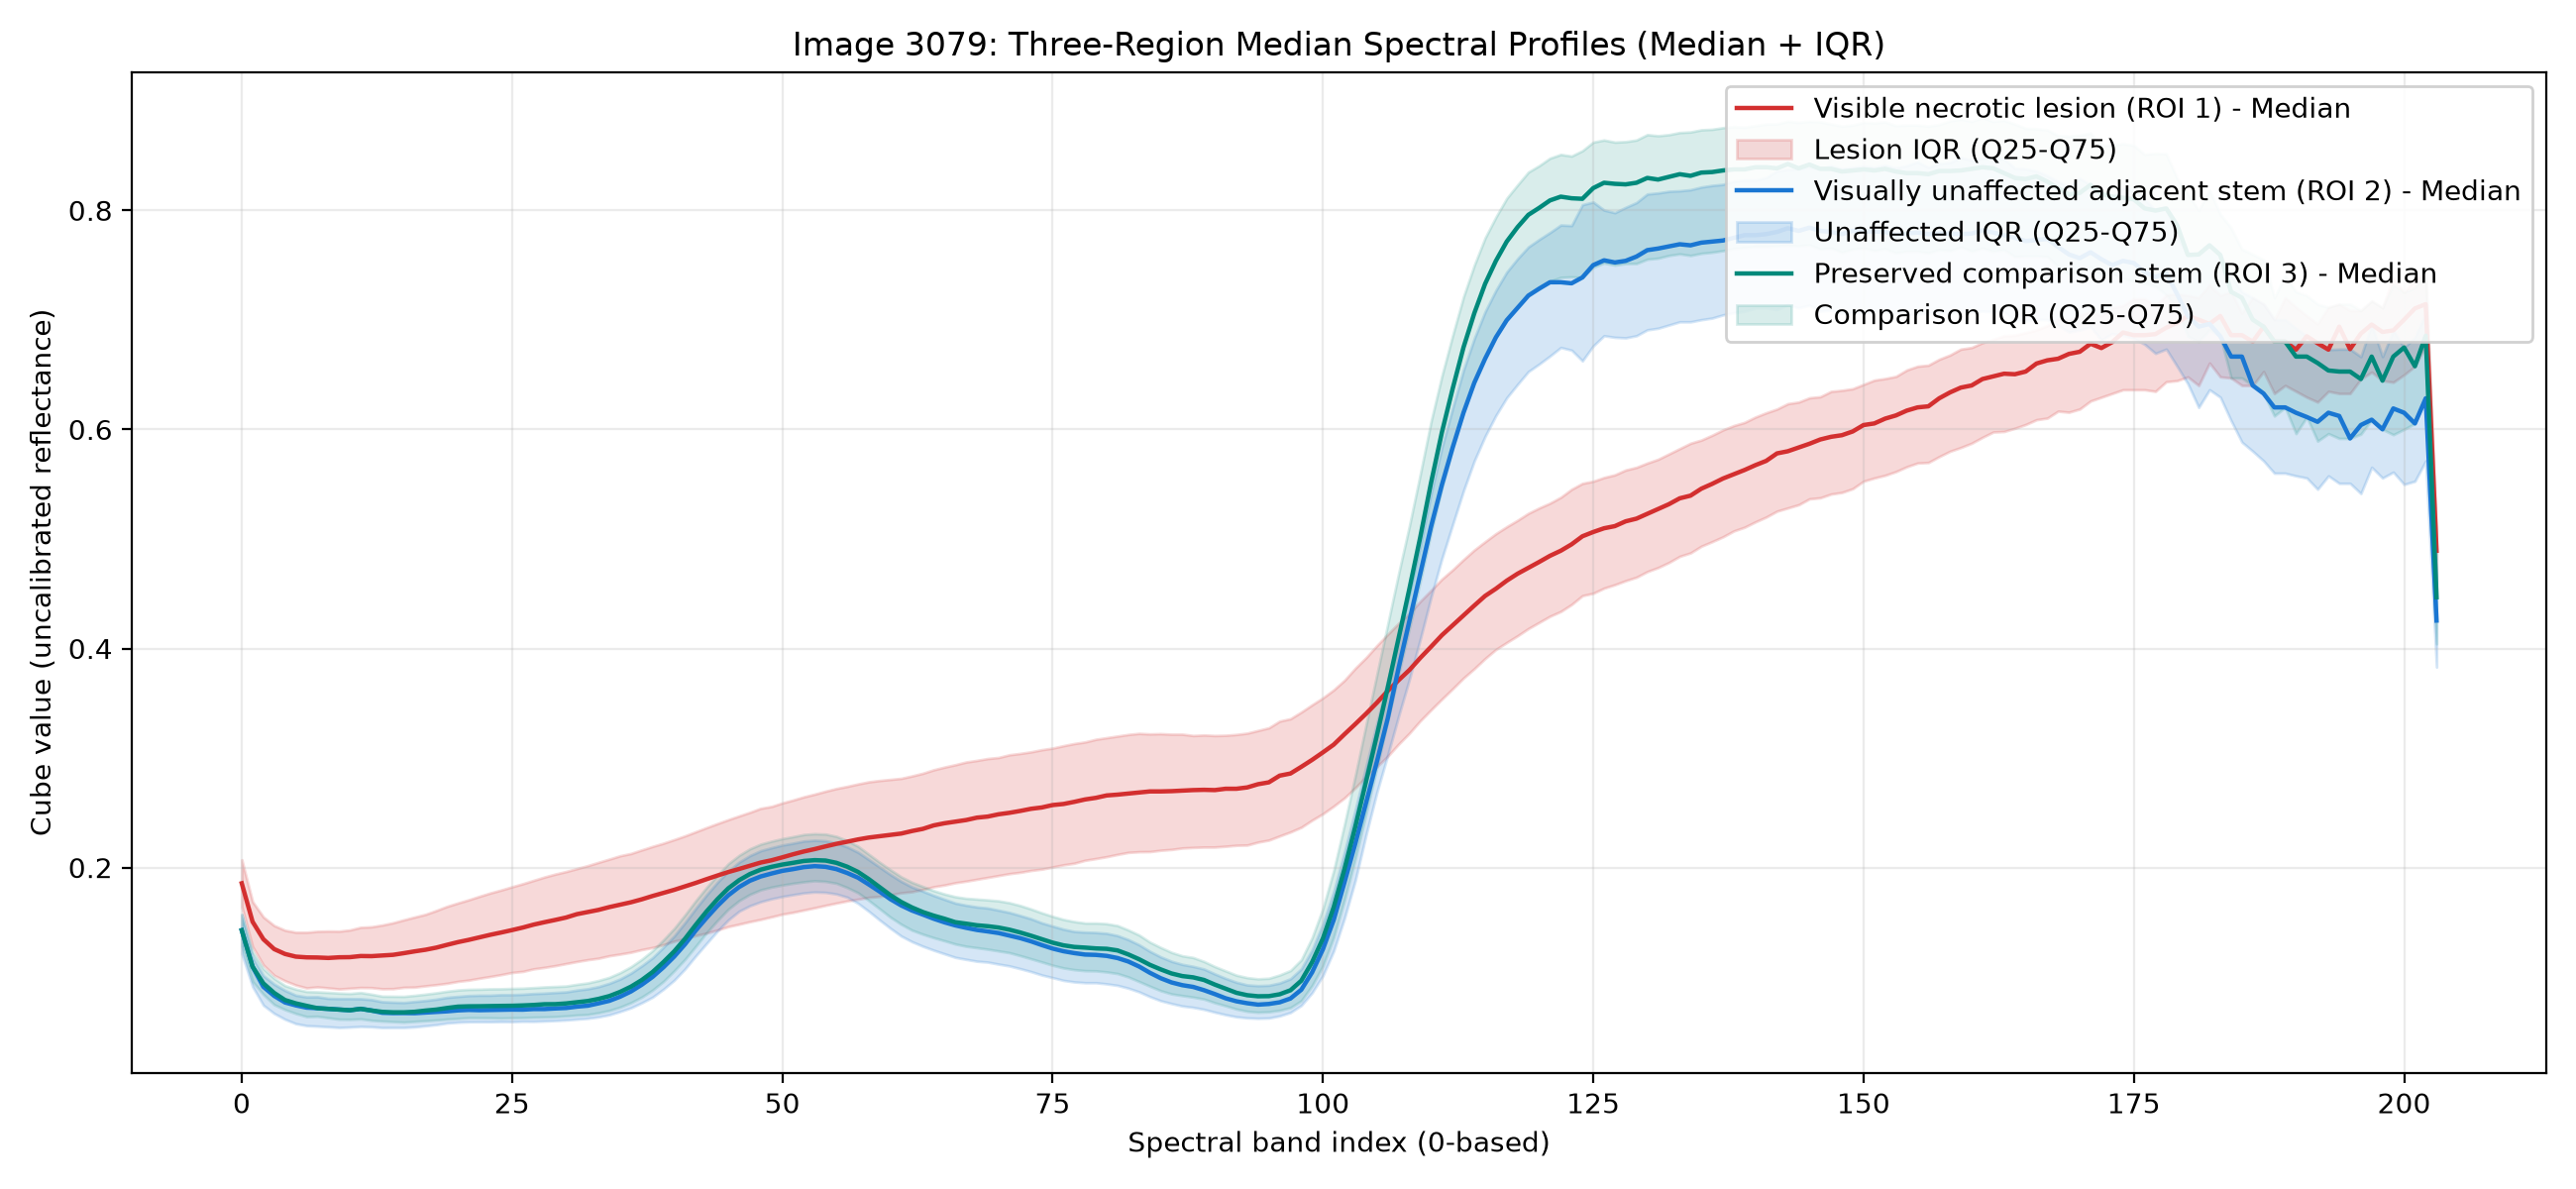 Image 3079: Three-Region Median Spectral Profiles (Median + IQR)
Visible necrotic lesion (ROI 1) - Median
Lesion IQR (Q25-Q75)
Visually unaffected adjacent stem (ROI 2) - Median
Unaffected IQR (Q25-Q75)
Preserved comparison stem (ROI 3) - Median
Comparison IQR (Q25-Q75)
Cube value (uncalibrated reflectance)
0.8
0.6
0.4
0.2
0 25 50 75 100 125 150 175 200
Spectral band index (0-based)